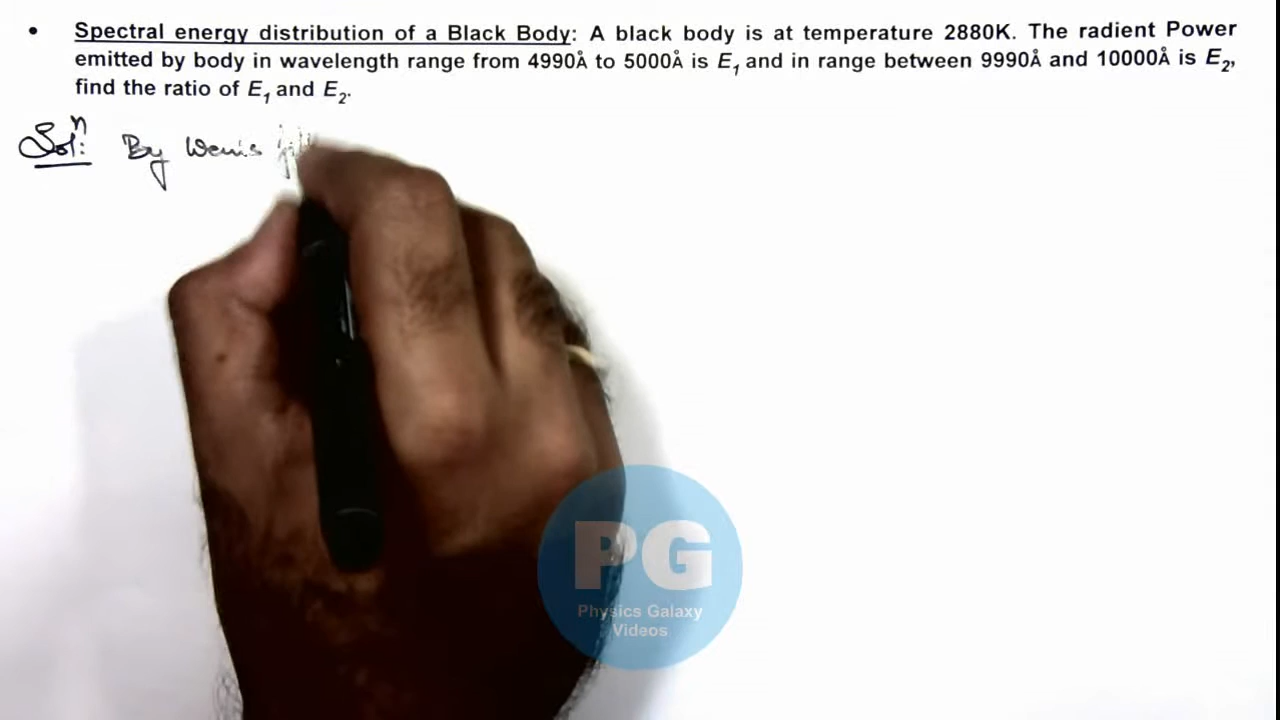 • Spectral energy distribution of a Black Body: A black body is at temperature 2880K. The radient Power
emitted by body in wavelength range from 4990Å to 5000Å is E₁ and in range between 9990Å and 10000Å is E₂,
find the ratio of E₁ and E₂.
Solⁿ: By Wein's
PG
Physics Galaxy
Videos